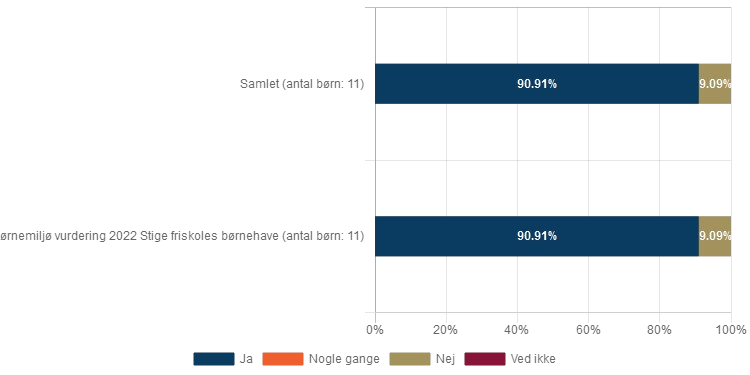 Samlet (antal børn: 11)
90.91%
9.09%
ørnemiljø vurdering 2022 Stige friskoles børnehave (antal børn: 11)
90.91%
9.09%
0%
20%
40%
60%
80%
100%
Ja
Nogle gange
Nej
Ved ikke